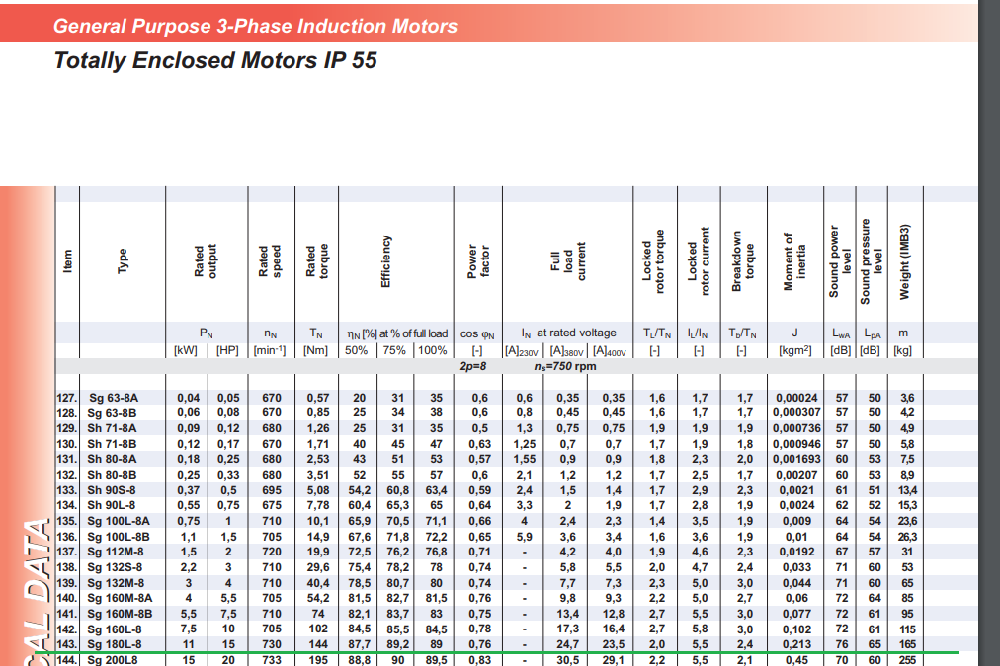 General Purpose 3-Phase Induction Motors
Totally Enclosed Motors IP 55
Item Type Rated output Rated speed Rated torque Efficiency Power factor Full load current Locked rotor torque Locked rotor current Breakdown torque Moment of inertia Sound power level Sound pressure level Weight (IMB3)
PN nN TN ηN [%] at % of full load cos φN IN at rated voltage TL/TN IL/IN Tb/TN J LwA LpA m
[kW] [HP] [min-1] [Nm] 50% 75% 100% [-] [A]230V [A]380V [A]400V [-] [-] [-] [kgm²] [dB] [dB] [kg]
2p=8 ns=750 rpm
127. Sg 63-8A 0,04 0,05 670 0,57 20 31 35 0,6 0,6 0,35 0,35 1,6 1,7 1,7 0,00024 57 50 3,6
128. Sg 63-8B 0,06 0,08 670 0,85 25 34 38 0,6 0,8 0,45 0,45 1,6 1,7 1,7 0,000307 57 50 4,2
129. Sh 71-8A 0,09 0,12 680 1,26 25 31 35 0,5 1,3 0,75 0,75 1,9 1,9 1,9 0,000736 57 50 4,9
130. Sh 71-8B 0,12 0,17 670 1,71 40 45 47 0,63 1,25 0,7 0,7 1,7 1,9 1,8 0,000946 57 50 5,8
131. Sh 80-8A 0,18 0,25 680 2,53 43 51 53 0,57 1,55 0,9 0,9 1,8 2,3 2,0 0,001693 60 53 7,5
132. Sh 80-8B 0,25 0,33 680 3,51 52 55 57 0,6 2,1 1,2 1,2 1,7 2,5 1,7 0,00207 60 53 8,9
133. Sh 90S-8 0,37 0,5 695 5,08 54,2 60,8 63,4 0,59 2,4 1,5 1,4 1,7 2,9 2,3 0,0021 61 51 13,4
134. Sh 90L-8 0,55 0,75 675 7,78 60,4 65,3 65 0,64 3,3 2 1,9 1,7 2,8 1,9 0,0024 62 52 15,3
135. Sg 100L-8A 0,75 1 710 10,1 65,9 70,5 71,1 0,66 4 2,4 2,3 1,4 3,5 1,9 0,009 64 54 23,6
136. Sg 100L-8B 1,1 1,5 705 14,9 67,6 71,8 72,2 0,65 5,9 3,6 3,4 1,6 3,6 1,9 0,01 64 54 26,3
137. Sg 112M-8 1,5 2 720 19,9 72,5 76,2 76,8 0,71 - 4,2 4,0 1,9 4,6 2,3 0,0192 67 57 31
138. Sg 132S-8 2,2 3 710 29,6 75,4 78,2 78 0,74 - 5,8 5,5 2,0 4,7 2,4 0,033 71 60 53
139. Sg 132M-8 3 4 710 40,4 78,5 80,7 80 0,74 - 7,7 7,3 2,3 5,0 3,0 0,044 71 60 65
140. Sg 160M-8A 4 5,5 705 54,2 81,5 82,7 81,5 0,76 - 9,8 9,3 2,2 5,0 2,7 0,06 72 64 85
141. Sg 160M-8B 5,5 7,5 710 74 82,1 83,7 83 0,75 - 13,4 12,8 2,7 5,5 3,0 0,077 72 61 95
142. Sg 160L-8 7,5 10 705 102 84,5 85,5 84,5 0,78 - 17,3 16,4 2,7 5,8 3,0 0,102 72 61 115
143. Sg 180L-8 11 15 730 144 87,7 89,2 89 0,76 - 24,7 23,5 2,0 5,5 2,4 0,213 76 65 165
144. Sg 200L8 15 20 733 195 88,8 90 89,5 0,83 - 30,5 29,1 2,2 5,5 2,1 0,45 70 60 255
DATA